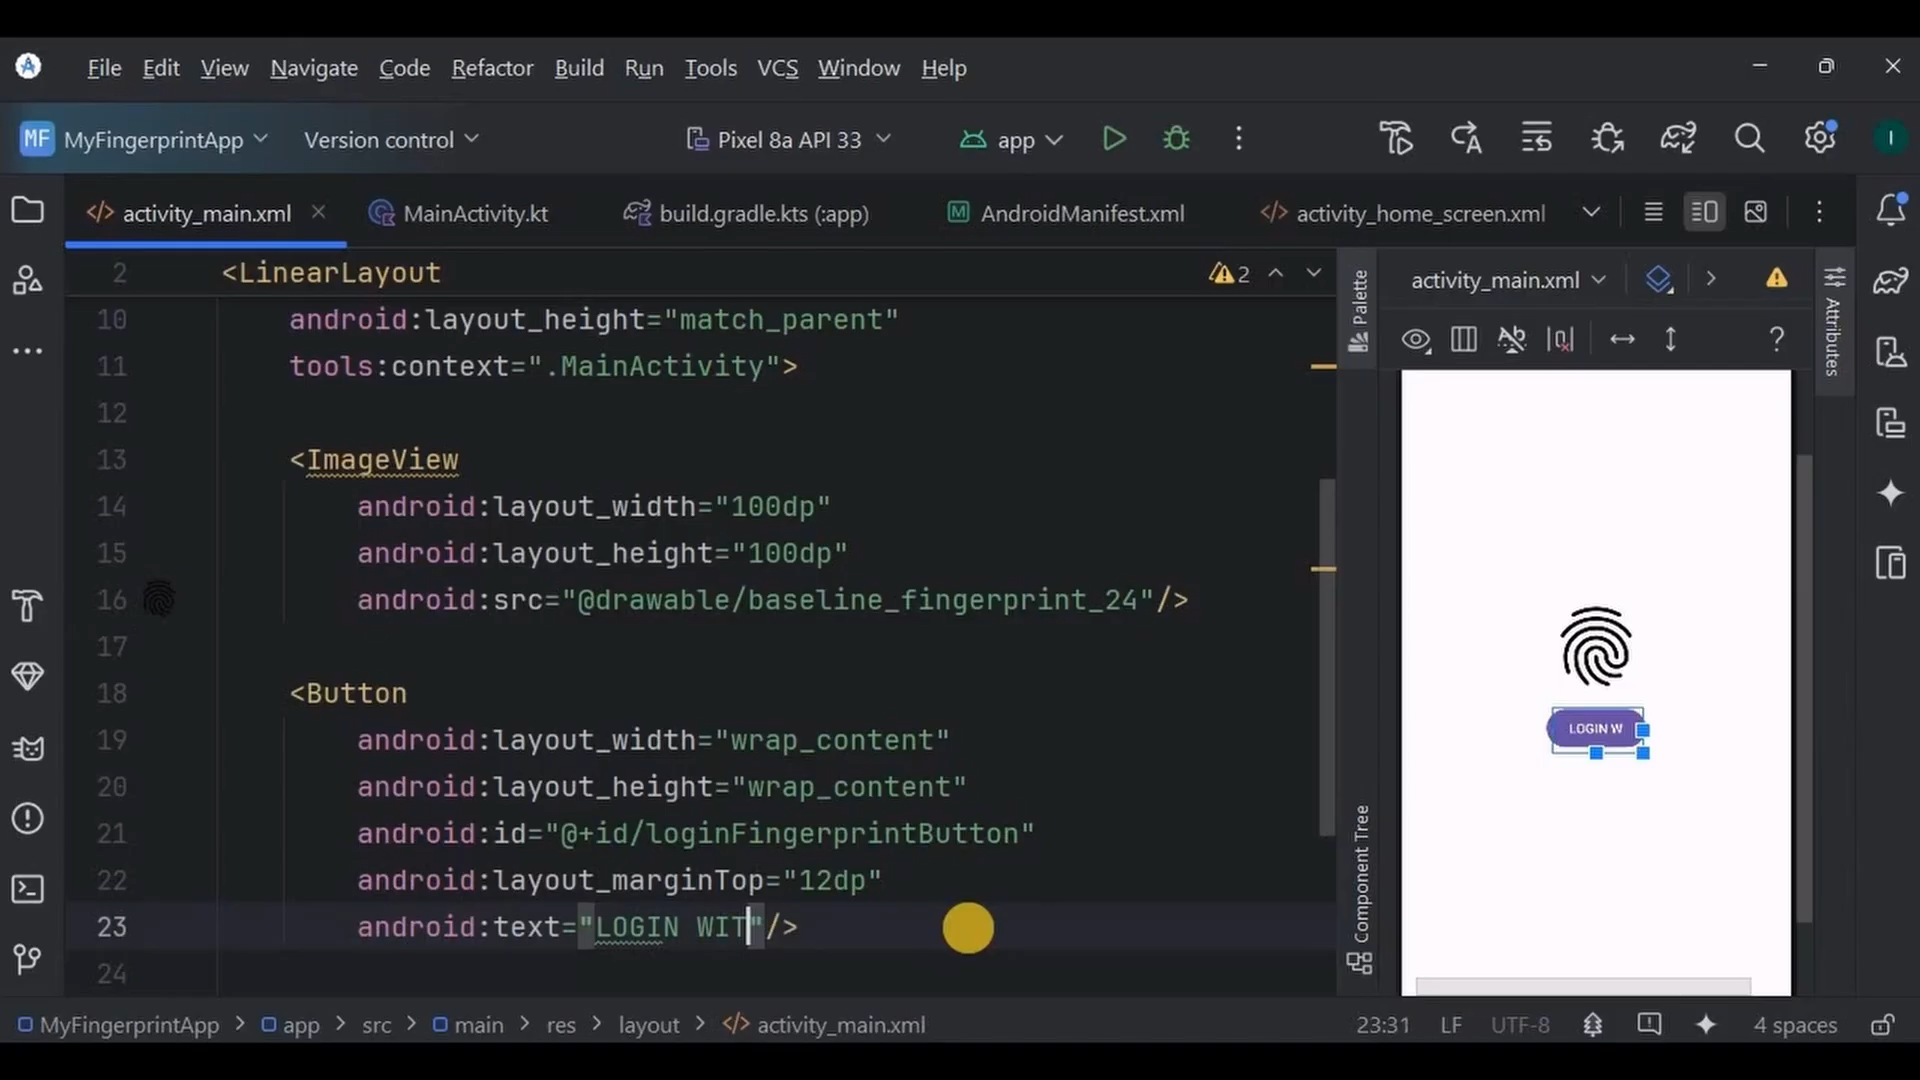 File Edit View Navigate Code Refactor Build Run Tools VCS Window Help
MF MyFingerprintApp Version control Pixel 8a API 33 app I
activity_main.xml MainActivity.kt build.gradle.kts (:app) AndroidManifest.xml activity_home_screen.xml
2 <LinearLayout 2
10 android:layout_height="match_parent"
11 tools:context=".MainActivity">
12
13 <ImageView
14 android:layout_width="100dp"
15 android:layout_height="100dp"
16 android:src="@drawable/baseline_fingerprint_24"/>
17
18 <Button
19 android:layout_width="wrap_content"
20 android:layout_height="wrap_content"
21 android:id="@+id/loginFingerprintButton"
22 android:layout_marginTop="12dp"
23 android:text="LOGIN WIT"/>
24
Palette
Component Tree
activity_main.xml
?
LOGIN W
Attributes
MyFingerprintApp > app > src > main > res > layout > activity_main.xml 23:31 LF UTF-8 4 spaces